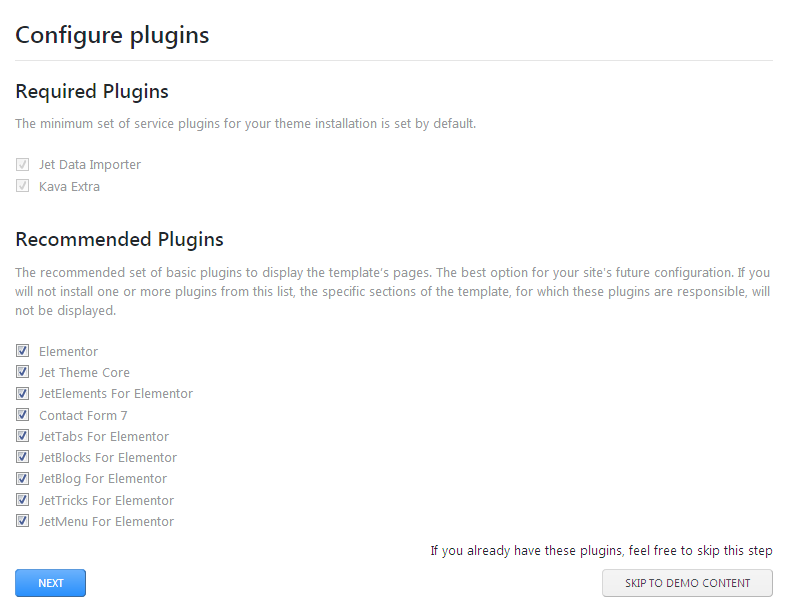 Configure plugins
Required Plugins
The minimum set of service plugins for your theme installation is set by default.
Jet Data Importer
Kava Extra
Recommended Plugins
The recommended set of basic plugins to display the template's pages. The best option for your site's future configuration. If you
will not install one or more plugins from this list, the specific sections of the template, for which these plugins are responsible, will
not be displayed.
Elementor
Jet Theme Core
JetElements For Elementor
Contact Form 7
JetTabs For Elementor
JetBlocks For Elementor
JetBlog For Elementor
JetTricks For Elementor
JetMenu For Elementor
If you already have these plugins, feel free to skip this step
NEXT
SKIP TO DEMO CONTENT